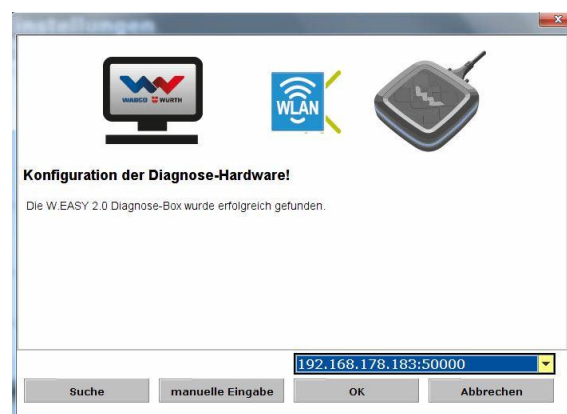 instellungen
WABCO WÜRTH
WLAN
Konfiguration der Diagnose-Hardware!
Die W.EASY 2.0 Diagnose-Box wurde erfolgreich gefunden.
192.168.178.183:50000
Suche manuelle Eingabe OK Abbrechen